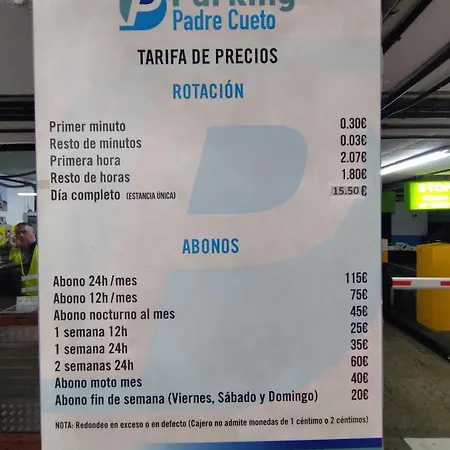 Parking
Padre Cueto
TARIFA DE PRECIOS
ROTACIÓN
Primer minuto 0.30€
Resto de minutos 0.03€
Primera hora 2.07€
Resto de horas 1.80€
Día completo (ESTANCIA ÚNICA) 15.50 €
ABONOS
Abono 24h/mes 115€
Abono 12h/mes 75€
Abono nocturno al mes 45€
1 semana 12h 25€
1 semana 24h 35€
2 semanas 24h 60€
Abono moto mes 40€
Abono fin de semana (Viernes, Sábado y Domingo) 20€
NOTA: Redondeo en exceso o en defecto (Cajero no admite monedas de 1 céntimo o 2 céntimos)
STOP